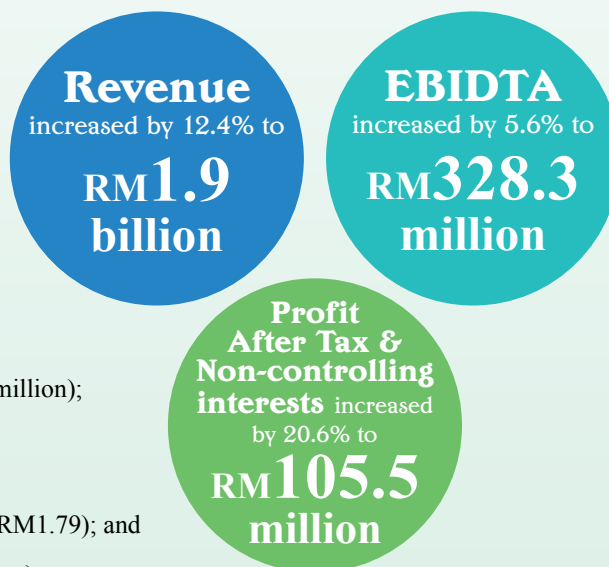 Revenue
increased by 12.4% to
RM1.9
billion
EBIDTA
increased by 5.6% to
RM328.3
million
Profit
After Tax &
Non-controlling
interests increased
by 20.6% to
RM105.5
million
million);
RM1.79); and